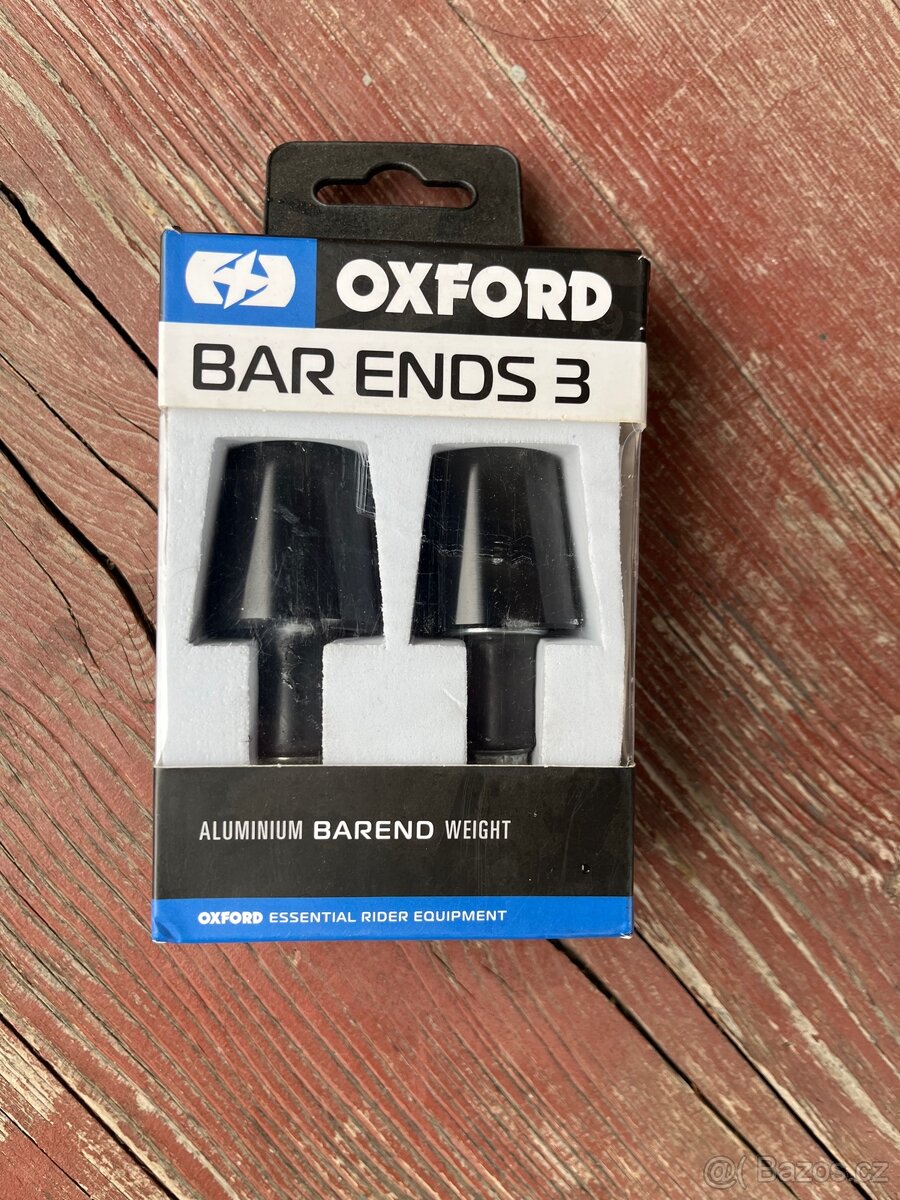 OXFORD
BAR ENDS 3
ALUMINIUM BAREND WEIGHT
OXFORD ESSENTIAL RIDER EQUIPMENT
@( Bazos.cz